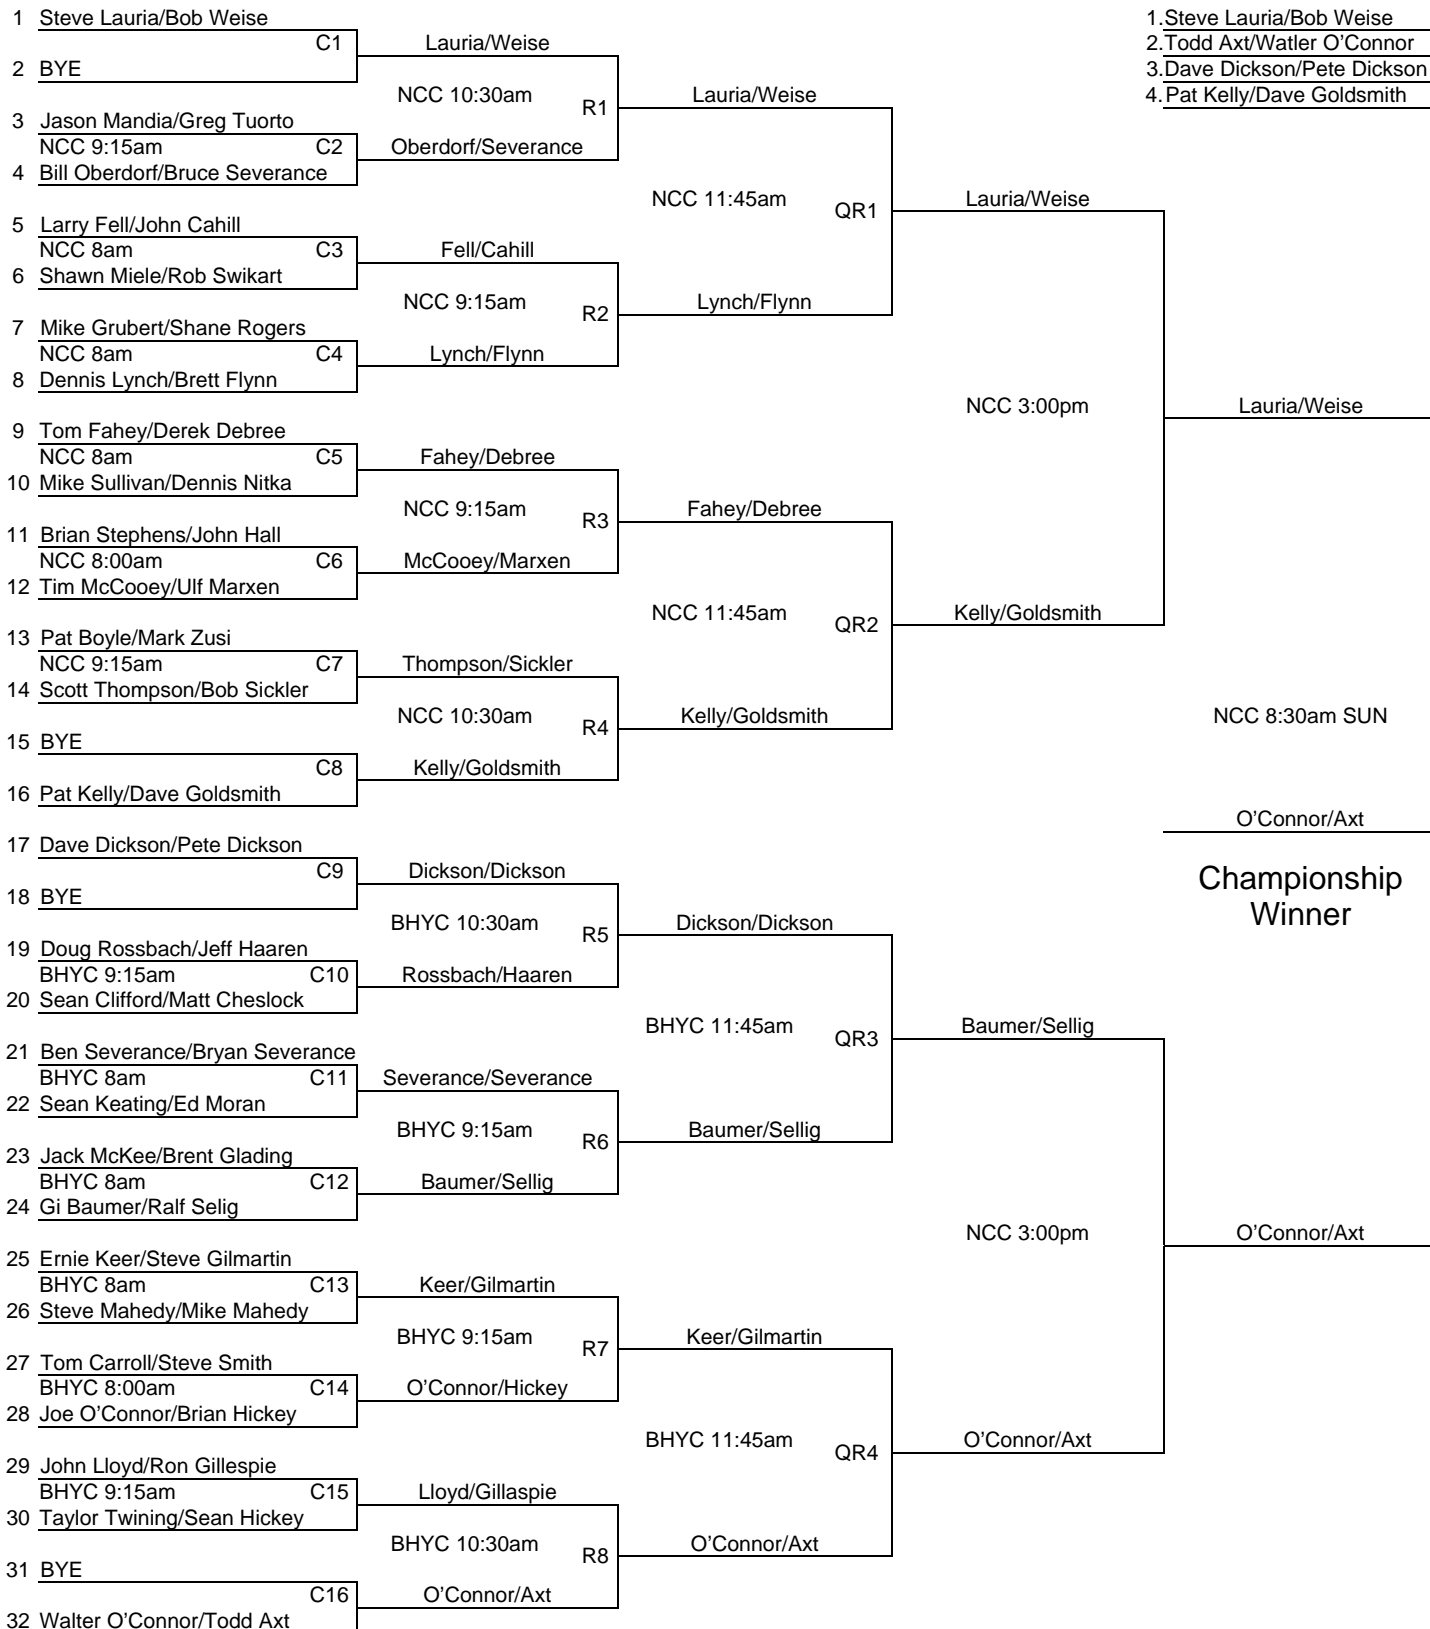 1 Steve Lauria/Bob Weise
C1
2 BYE
3 Jason Mandia/Greg Tuorto
NCC 9:15am C2
4 Bill Oberdorf/Bruce Severance
5 Larry Fell/John Cahill
NCC 8am C3
6 Shawn Miele/Rob Swikart
7 Mike Grubert/Shane Rogers
NCC 8am C4
8 Dennis Lynch/Brett Flynn
9 Tom Fahey/Derek Debree
NCC 8am C5
10 Mike Sullivan/Dennis Nitka
11 Brian Stephens/John Hall
NCC 8:00am C6
12 Tim McCooey/Ulf Marxen
13 Pat Boyle/Mark Zusi
NCC 9:15am C7
14 Scott Thompson/Bob Sickler
15 BYE
C8
16 Pat Kelly/Dave Goldsmith
17 Dave Dickson/Pete Dickson
C9
18 BYE
19 Doug Rossbach/Jeff Haaren
BHYC 9:15am C10
20 Sean Clifford/Matt Cheslock
21 Ben Severance/Bryan Severance
BHYC 8am C11
22 Sean Keating/Ed Moran
23 Jack McKee/Brent Glading
BHYC 8am C12
24 Gi Baumer/Ralf Selig
25 Ernie Keer/Steve Gilmartin
BHYC 8am C13
26 Steve Mahedy/Mike Mahedy
27 Tom Carroll/Steve Smith
BHYC 8:00am C14
28 Joe O'Connor/Brian Hickey
29 John Lloyd/Ron Gillespie
BHYC 9:15am C15
30 Taylor Twining/Sean Hickey
31 BYE
C16
32 Walter O'Connor/Todd Axt
Lauria/Weise
NCC 10:30am R1
Oberdorf/Severance
Fell/Cahill
NCC 9:15am R2
Lynch/Flynn
Fahey/Debree
NCC 9:15am R3
McCooey/Marxen
Thompson/Sickler
NCC 10:30am R4
Kelly/Goldsmith
Dickson/Dickson
BHYC 10:30am R5
Rossbach/Haaren
Severance/Severance
BHYC 9:15am R6
Baumer/Sellig
Keer/Gilmartin
BHYC 9:15am R7
O'Connor/Hickey
Lloyd/Gillaspie
BHYC 10:30am R8
O'Connor/Axt
Lauria/Weise
NCC 11:45am QR1
Lynch/Flynn
Fahey/Debree
NCC 11:45am QR2
Kelly/Goldsmith
Dickson/Dickson
BHYC 11:45am QR3
Baumer/Sellig
Keer/Gilmartin
BHYC 11:45am QR4
O'Connor/Axt
Lauria/Weise
NCC 3:00pm
Kelly/Goldsmith
Baumer/Sellig
NCC 3:00pm
O'Connor/Axt
1.Steve Lauria/Bob Weise
2.Todd Axt/Watler O'Connor
3.Dave Dickson/Pete Dickson
4.Pat Kelly/Dave Goldsmith
Lauria/Weise
NCC 8:30am SUN
O'Connor/Axt
Championship
Winner
O'Connor/Axt